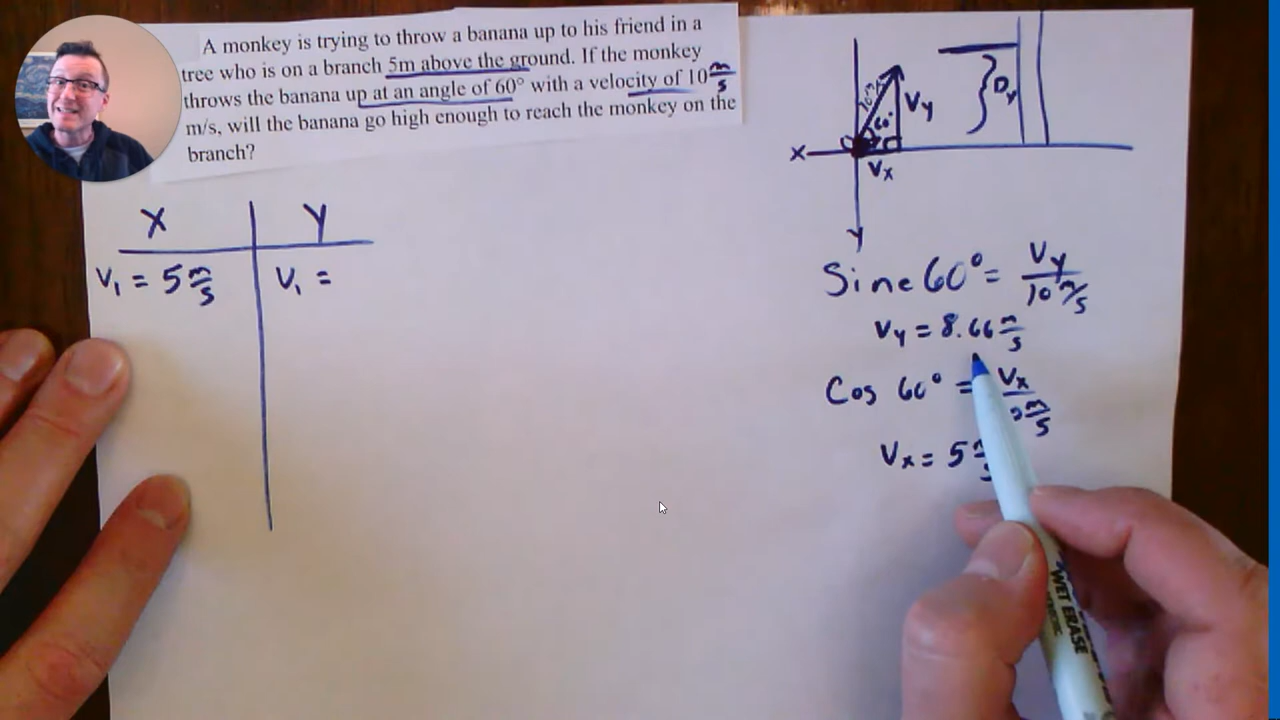 A monkey is trying to throw a banana up to his friend in a
tree who is on a branch 5m above the ground. If the monkey
throws the banana up at an angle of 60° with a velocity of 10 m/s
m/s, will the banana go high enough to reach the monkey on the
branch?
10 m/s
60°
Vy
Dy
X
Vx
Y
X Y
V₁ = 5 m/s V₁ =
Sine 60° = Vy/10 m/s
Vy = 8.66 m/s
Cos 60° = Vx
m/s
Vx = 5 m/s
WET ERASE